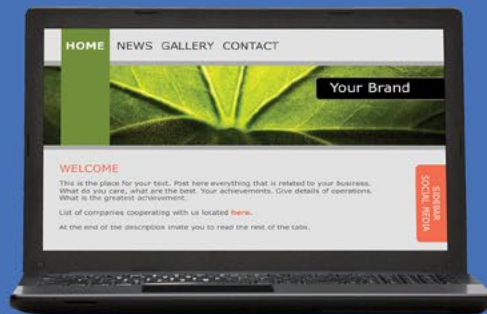 HOME NEWS GALLERY CONTACT
Your Brand
WELCOME
This is the place for your text. Post here everything that is related to your business.
What do you care, what are the best. Your achievements. Give details of operations.
What is the greatest achievement.
List of companies cooperating with us located here.
At the end of the description invite you to read the rest of the tabs.
SIDEBAR
SOCIAL MEDIA